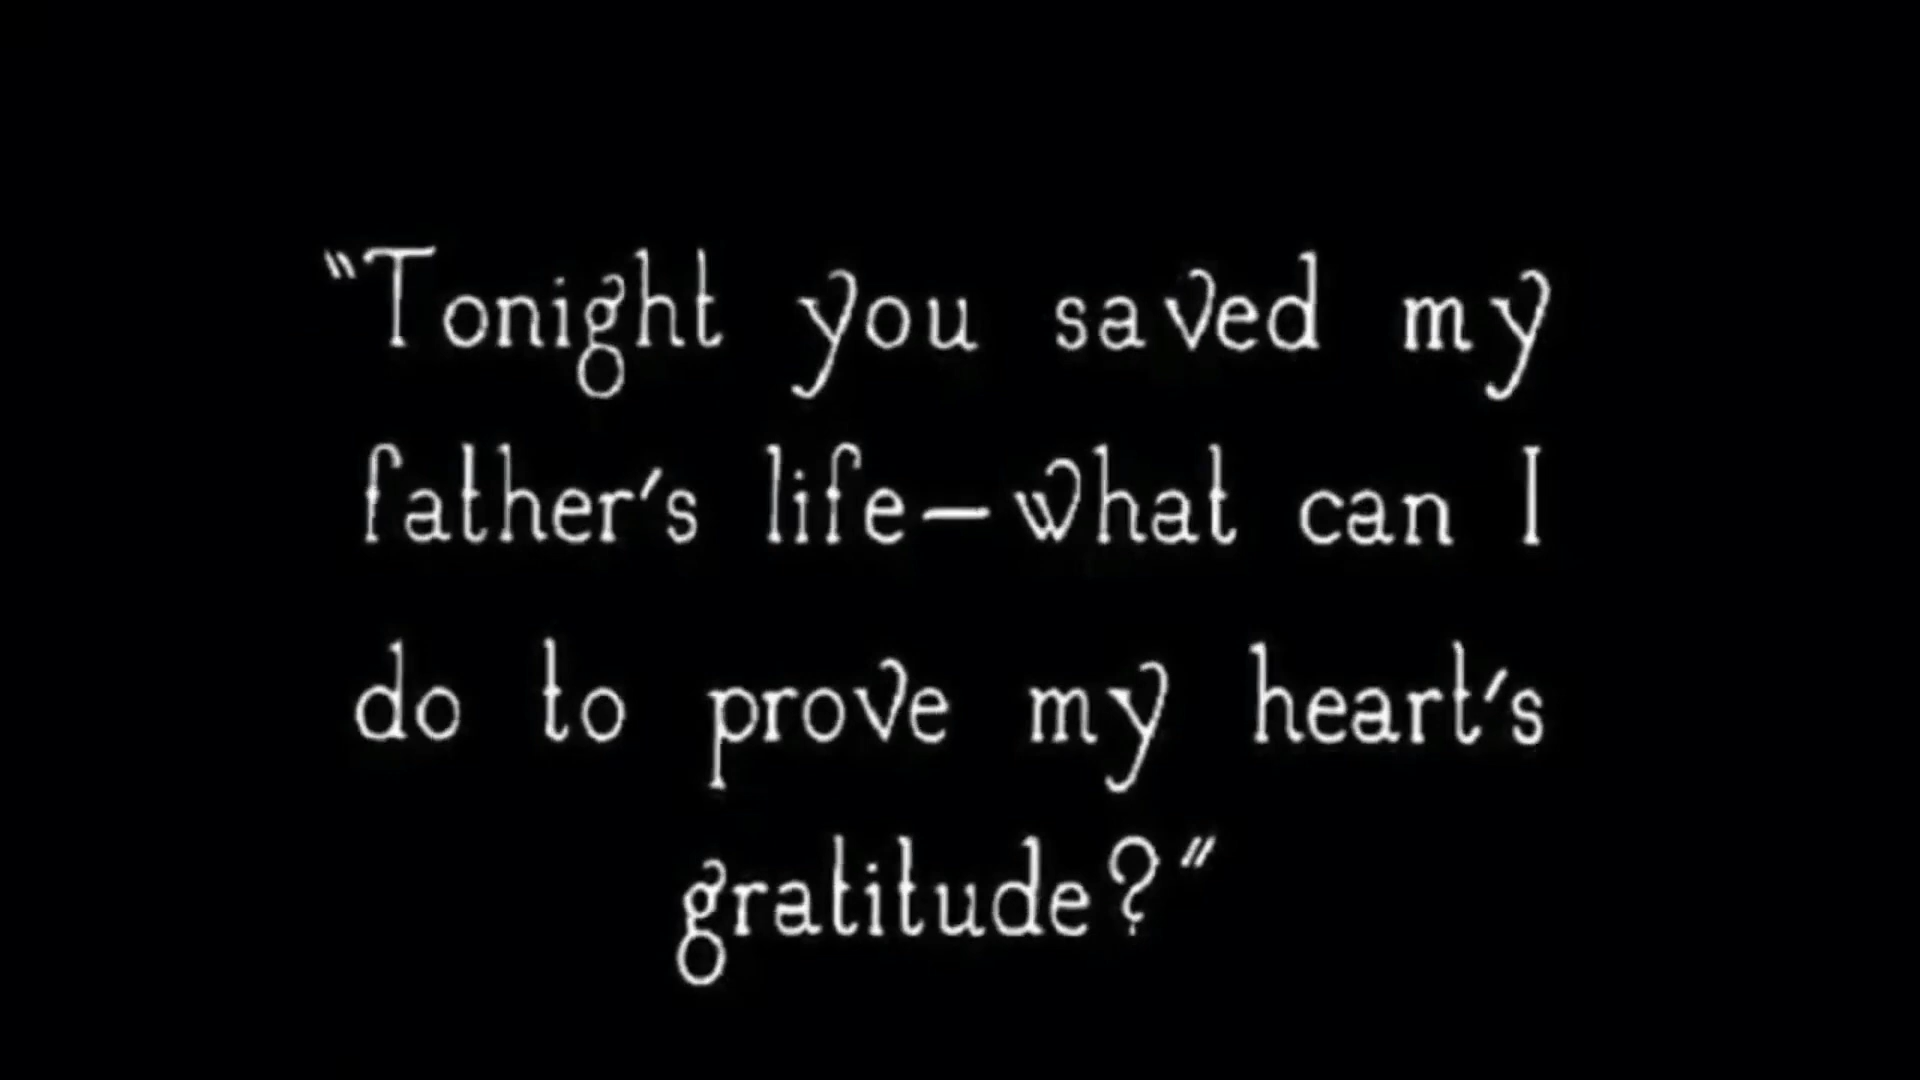 "Tonight you saved my
father's life—what can I
do to prove my heart's
gratitude?"